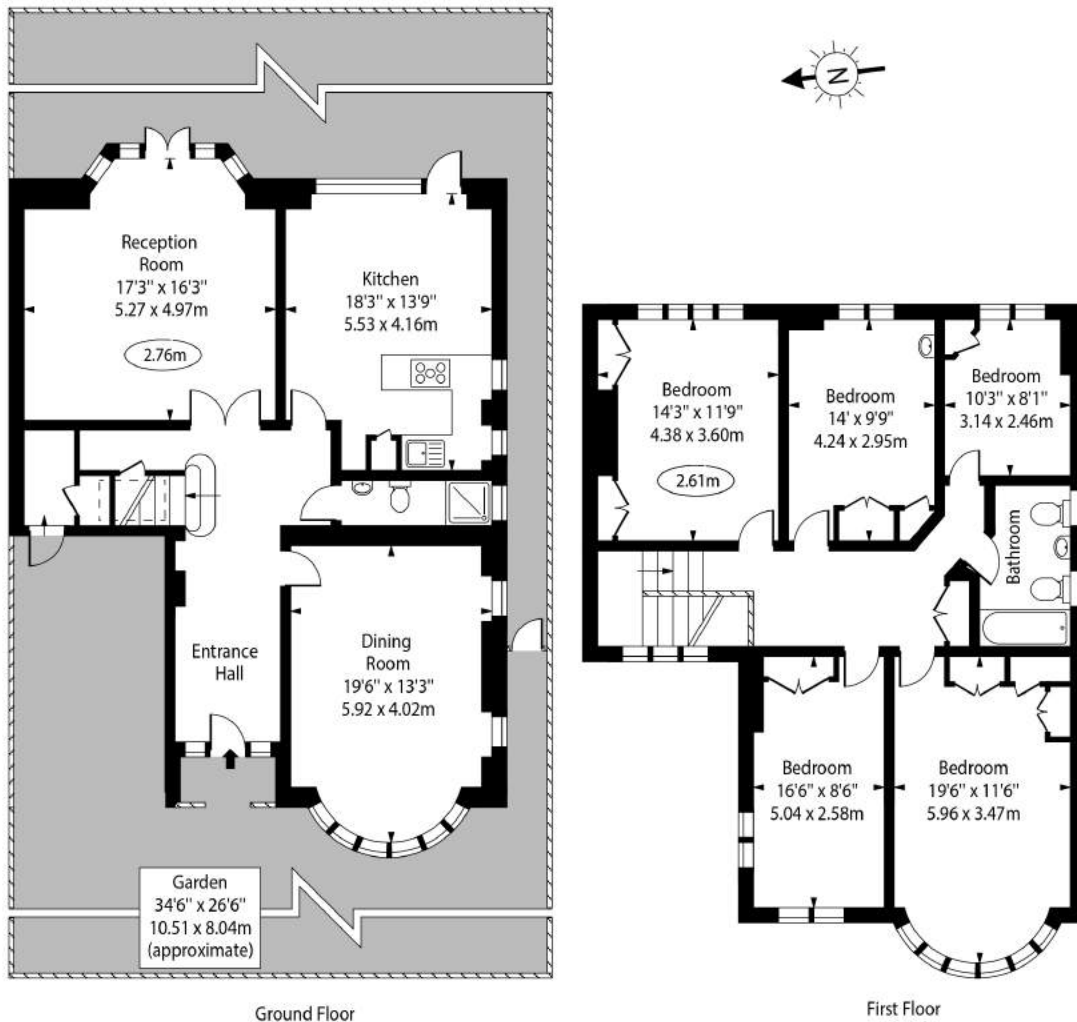 N
Reception
Room
17'3" x 16'3"
5.27 x 4.97m
2.76m
Kitchen
18'3" x 13'9"
5.53 x 4.16m
Dining
Room
19'6" x 13'3"
5.92 x 4.02m
Entrance
Hall
Garden
34'6" x 26'6"
10.51 x 8.04m
(approximate)
Ground Floor
Bedroom
14'3" x 11'9"
4.38 x 3.60m
2.61m
Bedroom
14' x 9'9"
4.24 x 2.95m
Bedroom
10'3" x 8'1"
3.14 x 2.46m
Bathroom
Bedroom
16'6" x 8'6"
5.04 x 2.58m
Bedroom
19'6" x 11'6"
5.96 x 3.47m
First Floor